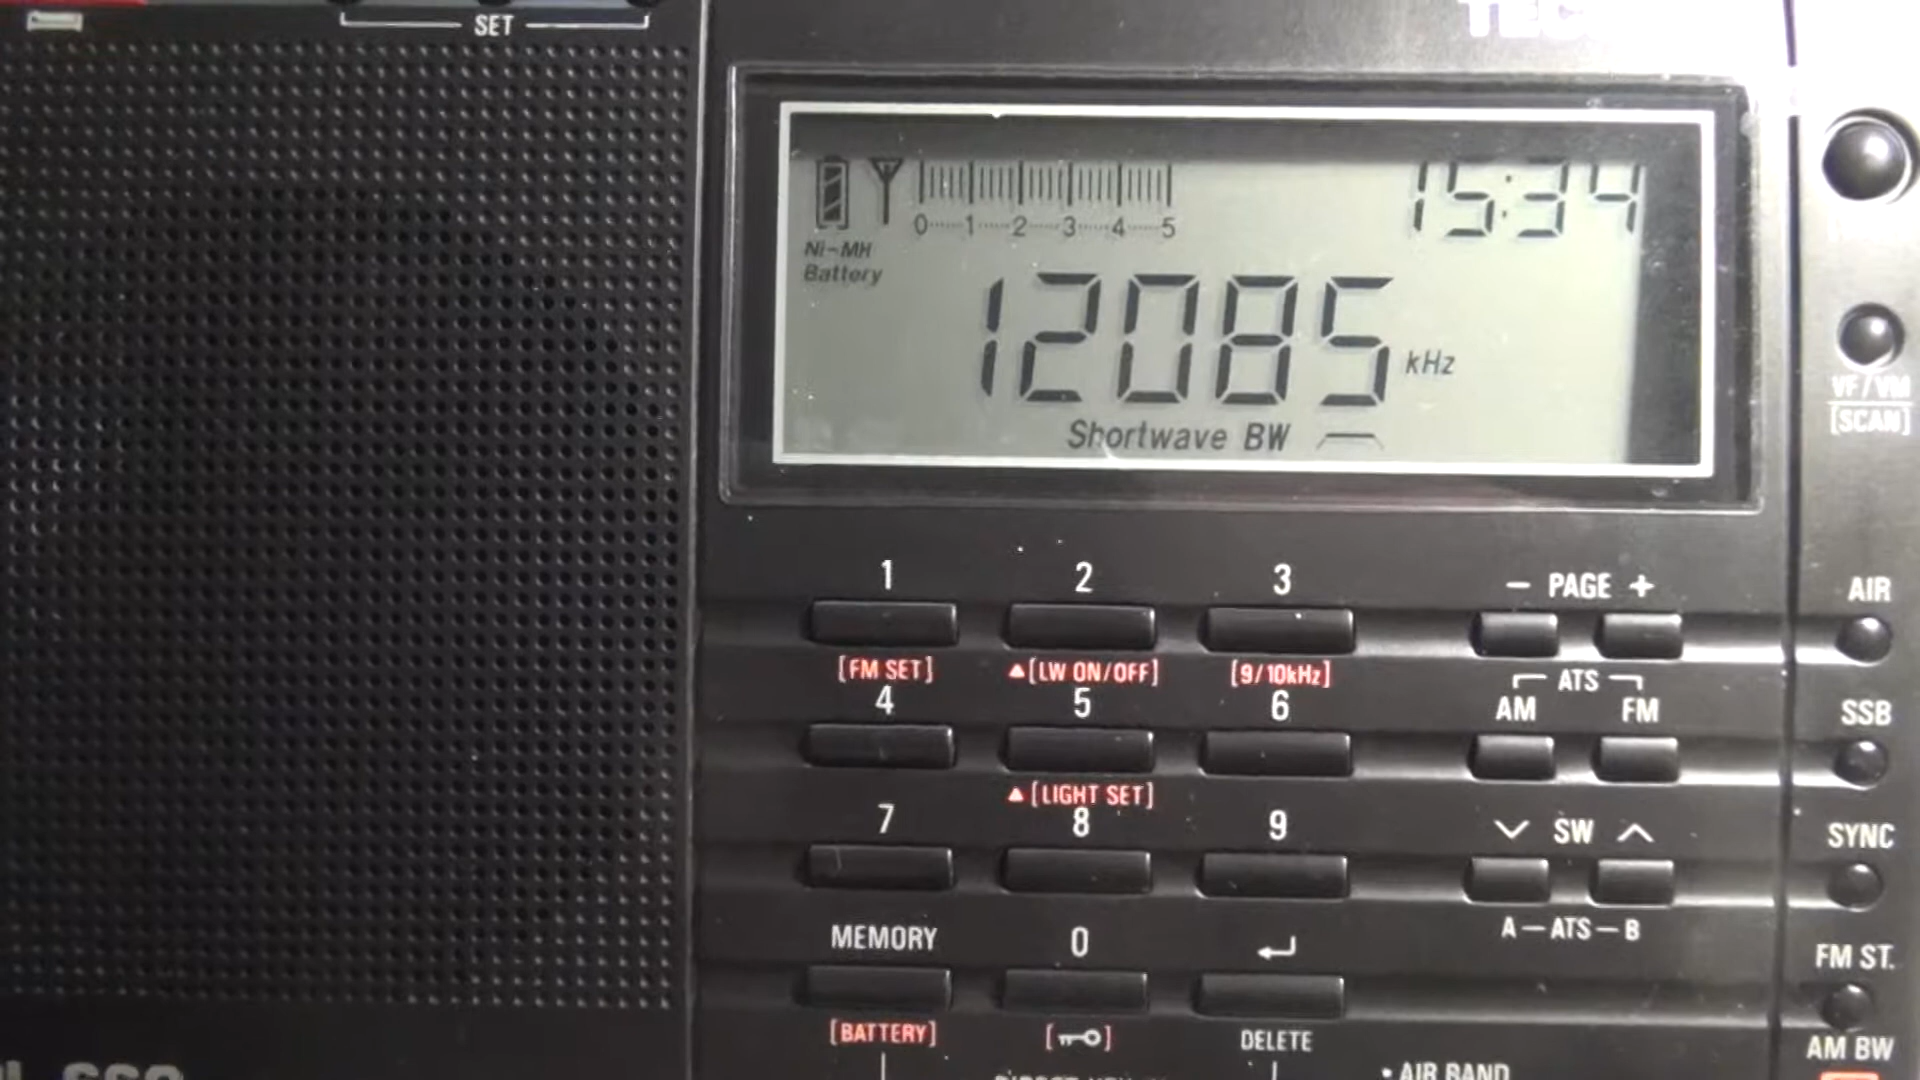 SET
15:34
0 1 2 3 4 5
Ni-MH
Battery
12085 kHz
Shortwave BW
VF/VM
[SCAN]
1 2 3 - PAGE +
AIR
[FM SET] ▲[LW ON/OFF] [9/10kHz]
ATS
4 5 6 AM FM
SSB
▲[LIGHT SET]
7 8 9 SW
SYNC
A-ATS-B
MEMORY 0
FM ST.
[BATTERY] DELETE
AM BW
• AIR BAND